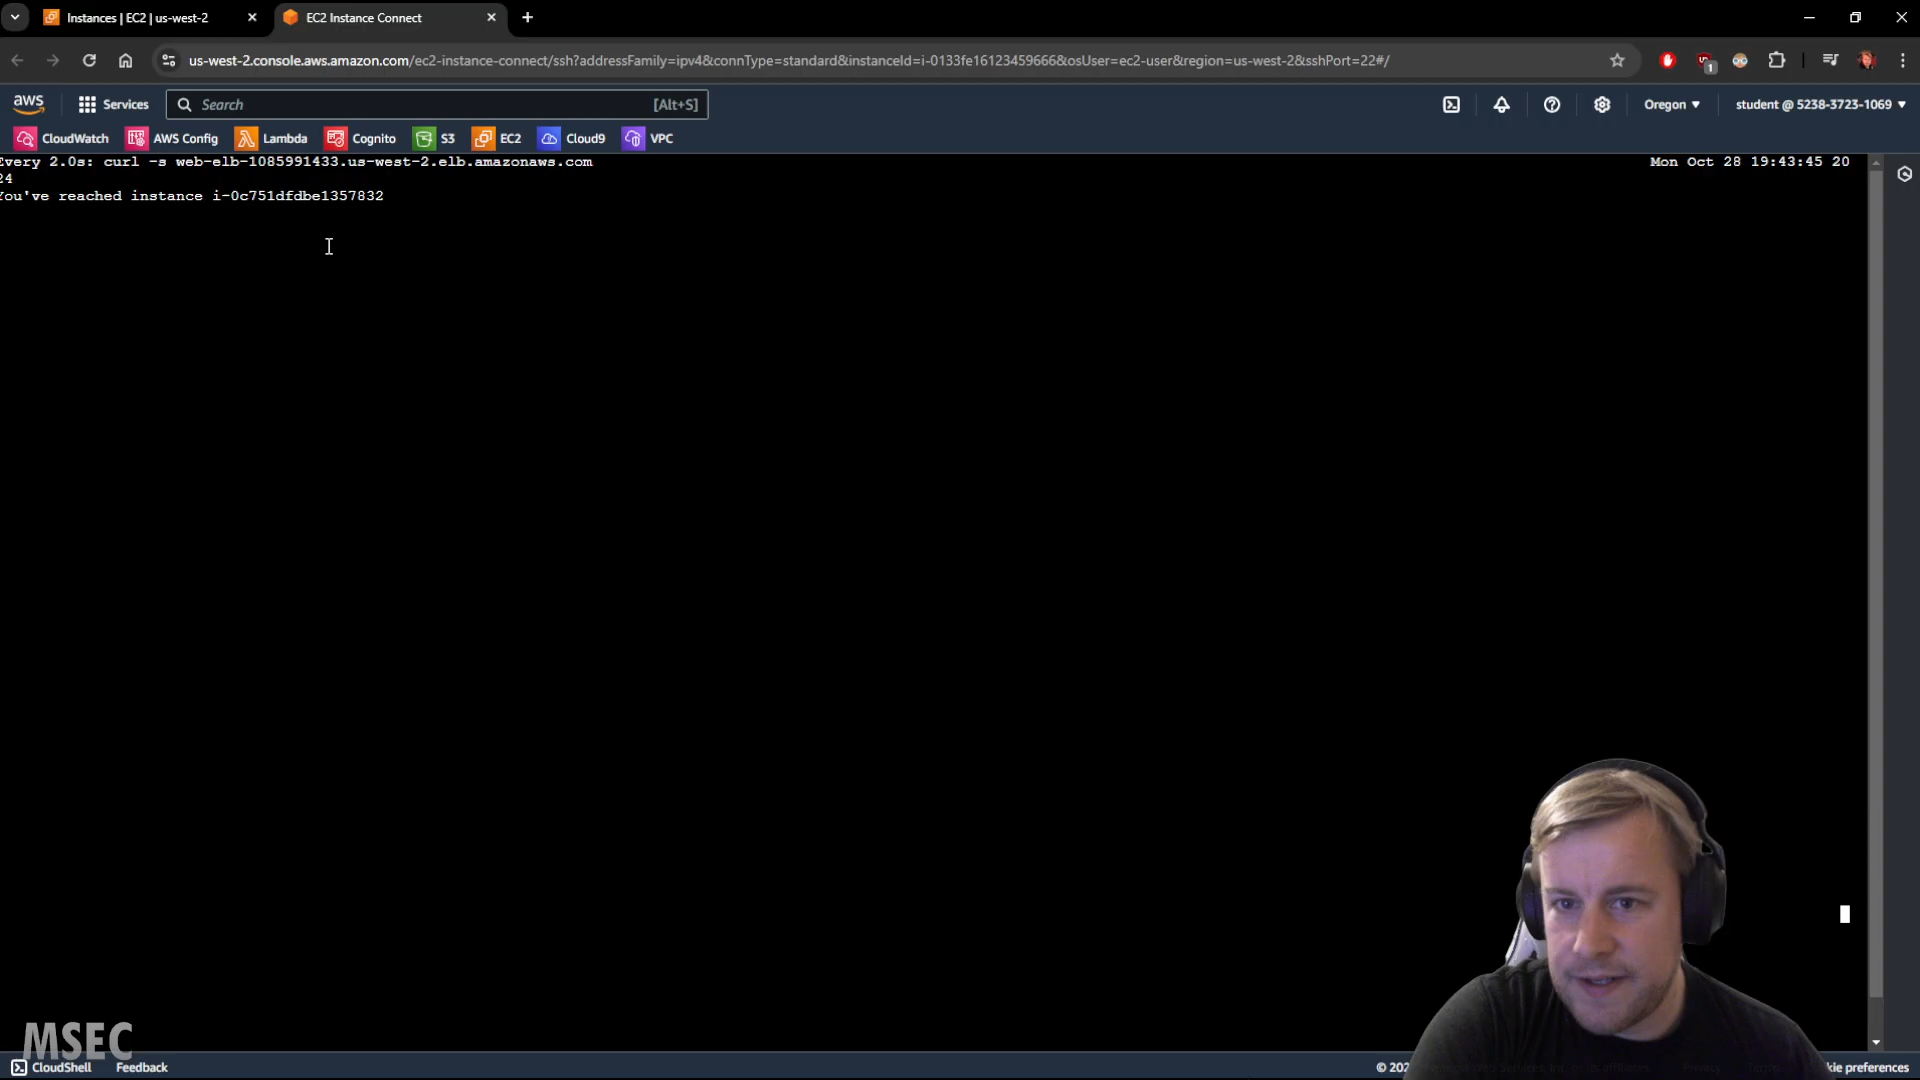 Instances | EC2 | us-west-2
EC2 Instance Connect
us-west-2.console.aws.amazon.com/ec2-instance-connect/ssh?addressFamily=ipv4&connType=standard&instanceId=i-0133fe16123459666&osUser=ec2-user&region=us-west-2&sshPort=22#/
1
aws
Services
Search
[Alt+S]
Oregon
student @ 5238-3723-1069
CloudWatch
AWS Config
Lambda
Cognito
S3
EC2
Cloud9
VPC
Every 2.0s: curl -s web-elb-1085991433.us-west-2.elb.amazonaws.com
Mon Oct 28 19:43:45 20
24
You've reached instance i-0c751dfdbe1357832
MSEC
CloudShell
Feedback
© 202
kie preferences